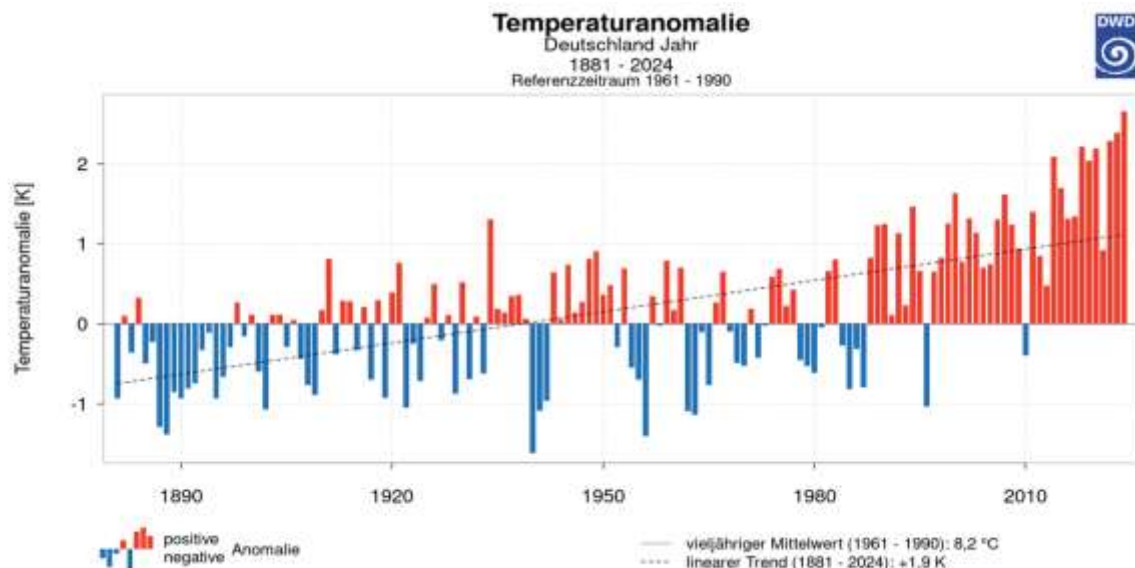 Temperaturanomalie
Deutschland Jahr
1881 - 2024
Referenzzeitraum 1961 - 1990
DWD
Temperaturanomalie [K]
2
1
0
-1
1890
1920
1950
1980
2010
positive
negative
Anomalie
vieljähriger Mittelwert (1961 - 1990): 8,2 °C
linearer Trend (1881 - 2024): +1.9 K